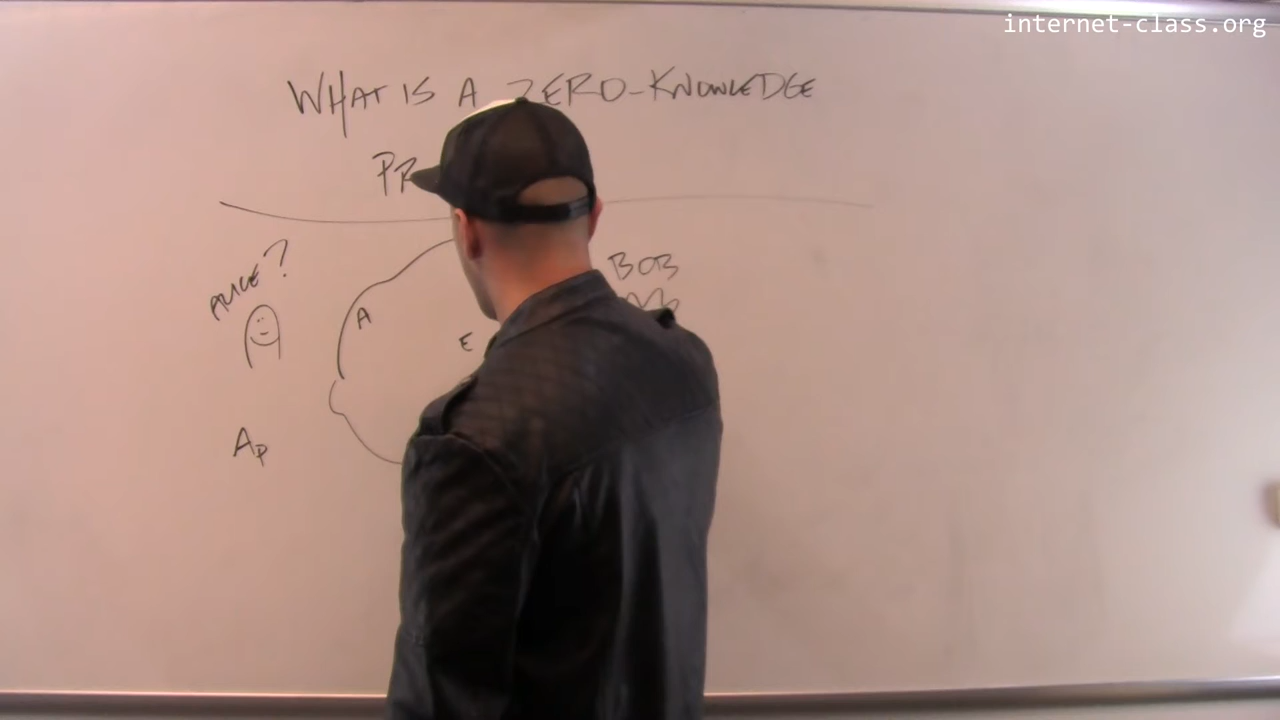 internet-class.org
WHAT IS A ZERO-KNOWLEDGE
PR
ALICE?
BOB
A
E
Ap